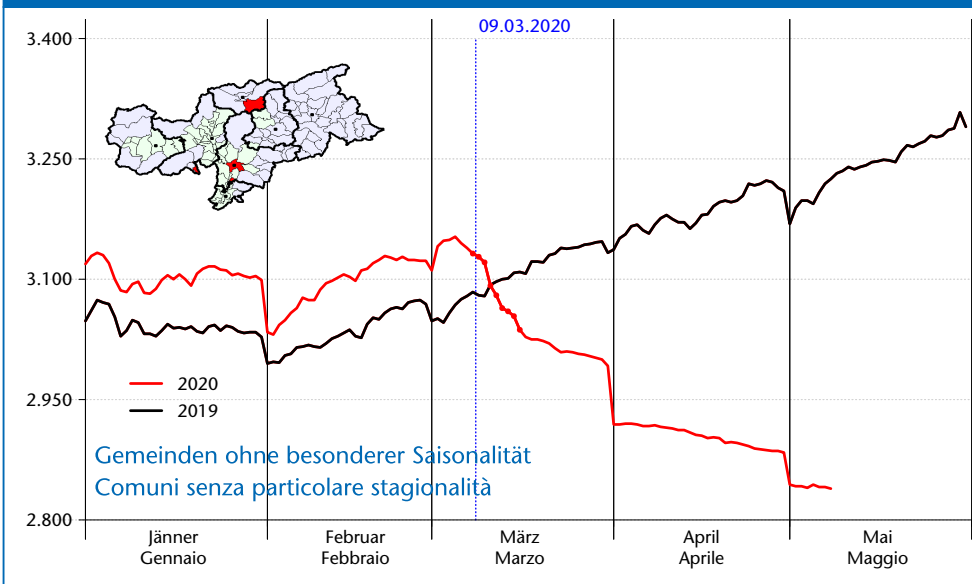 09.03.2020
3.400
3.250
3.100
2.950
2.800
2020
2019
Gemeinden ohne besonderer Saisonalität
Comuni senza particolare stagionalità
Jänner
Gennaio
Februar
Febbraio
März
Marzo
April
Aprile
Mai
Maggio